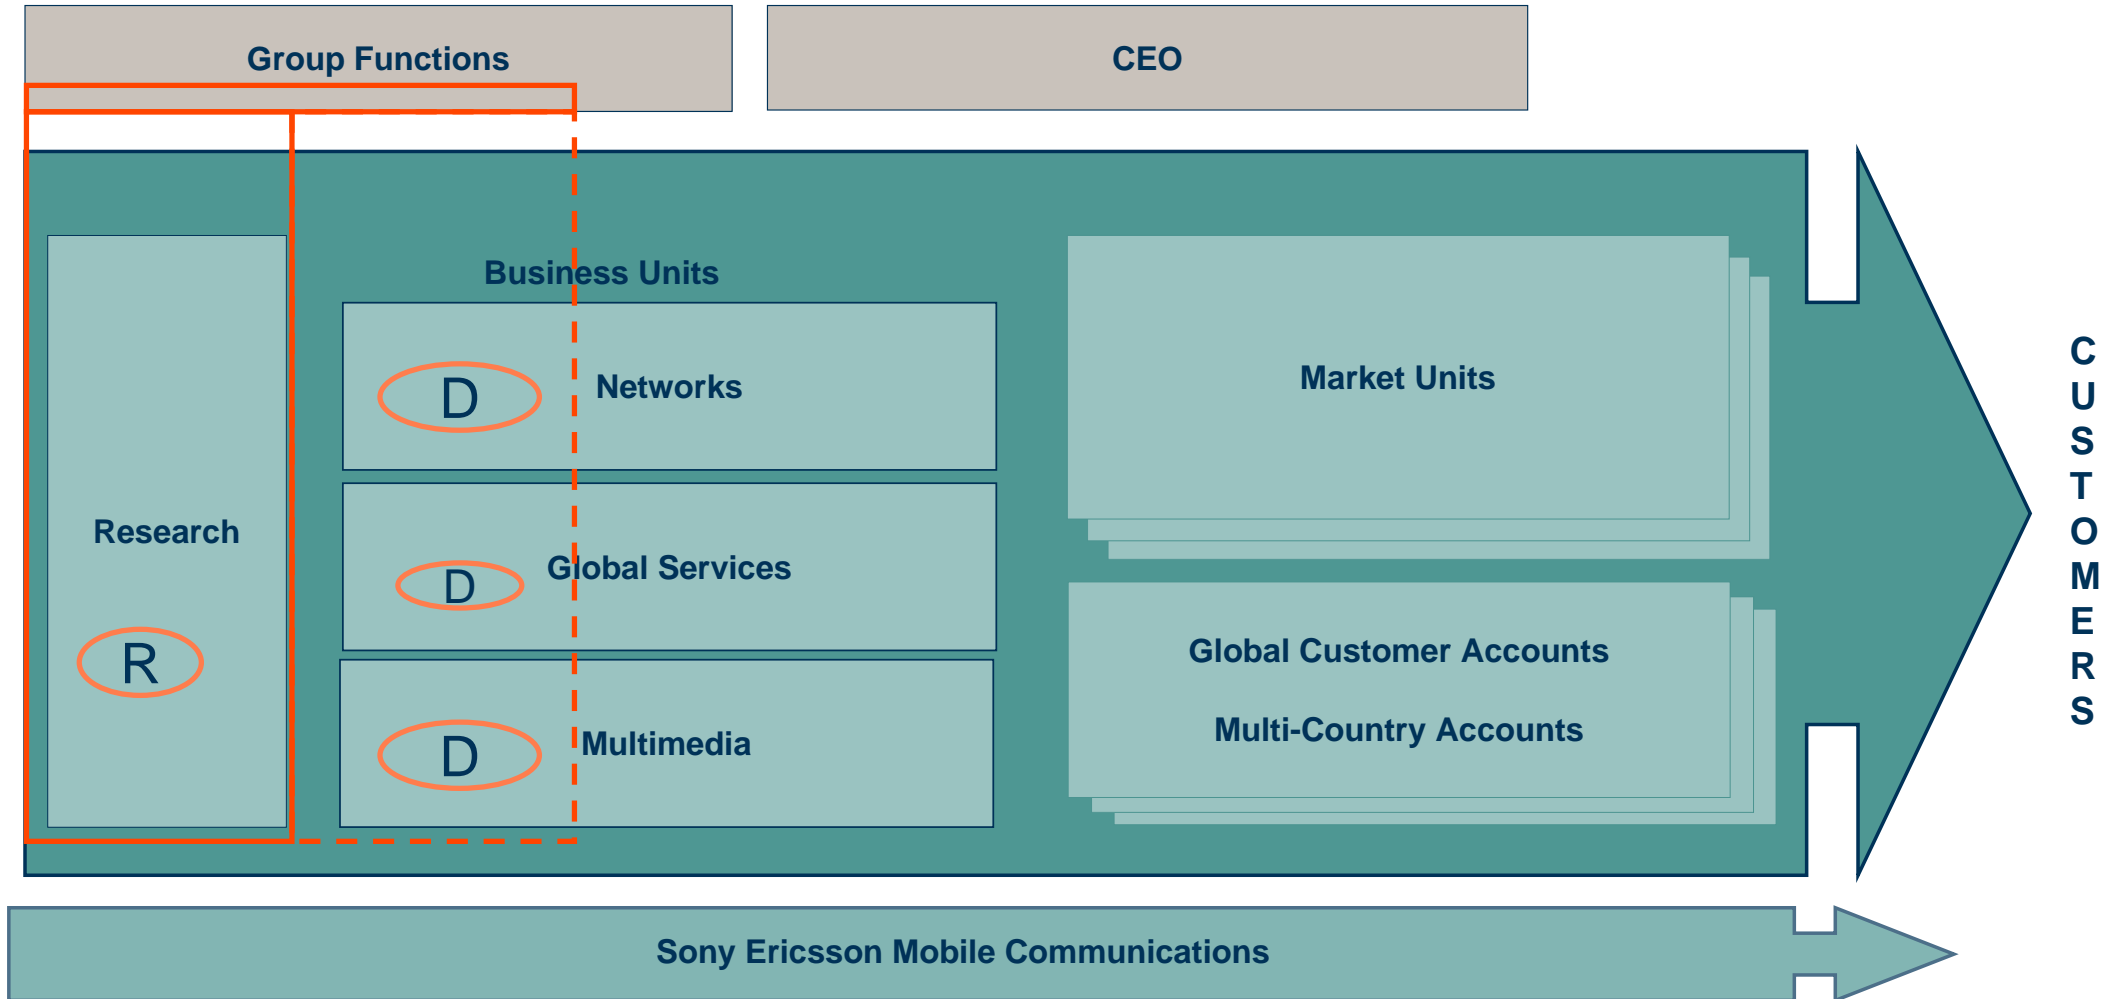 Group Functions
CEO
Business Units
Research
R
D
Networks
D
Global Services
D
Multimedia
Market Units
Global Customer Accounts
Multi-Country Accounts
C
U
S
T
O
M
E
R
S
Sony Ericsson Mobile Communications